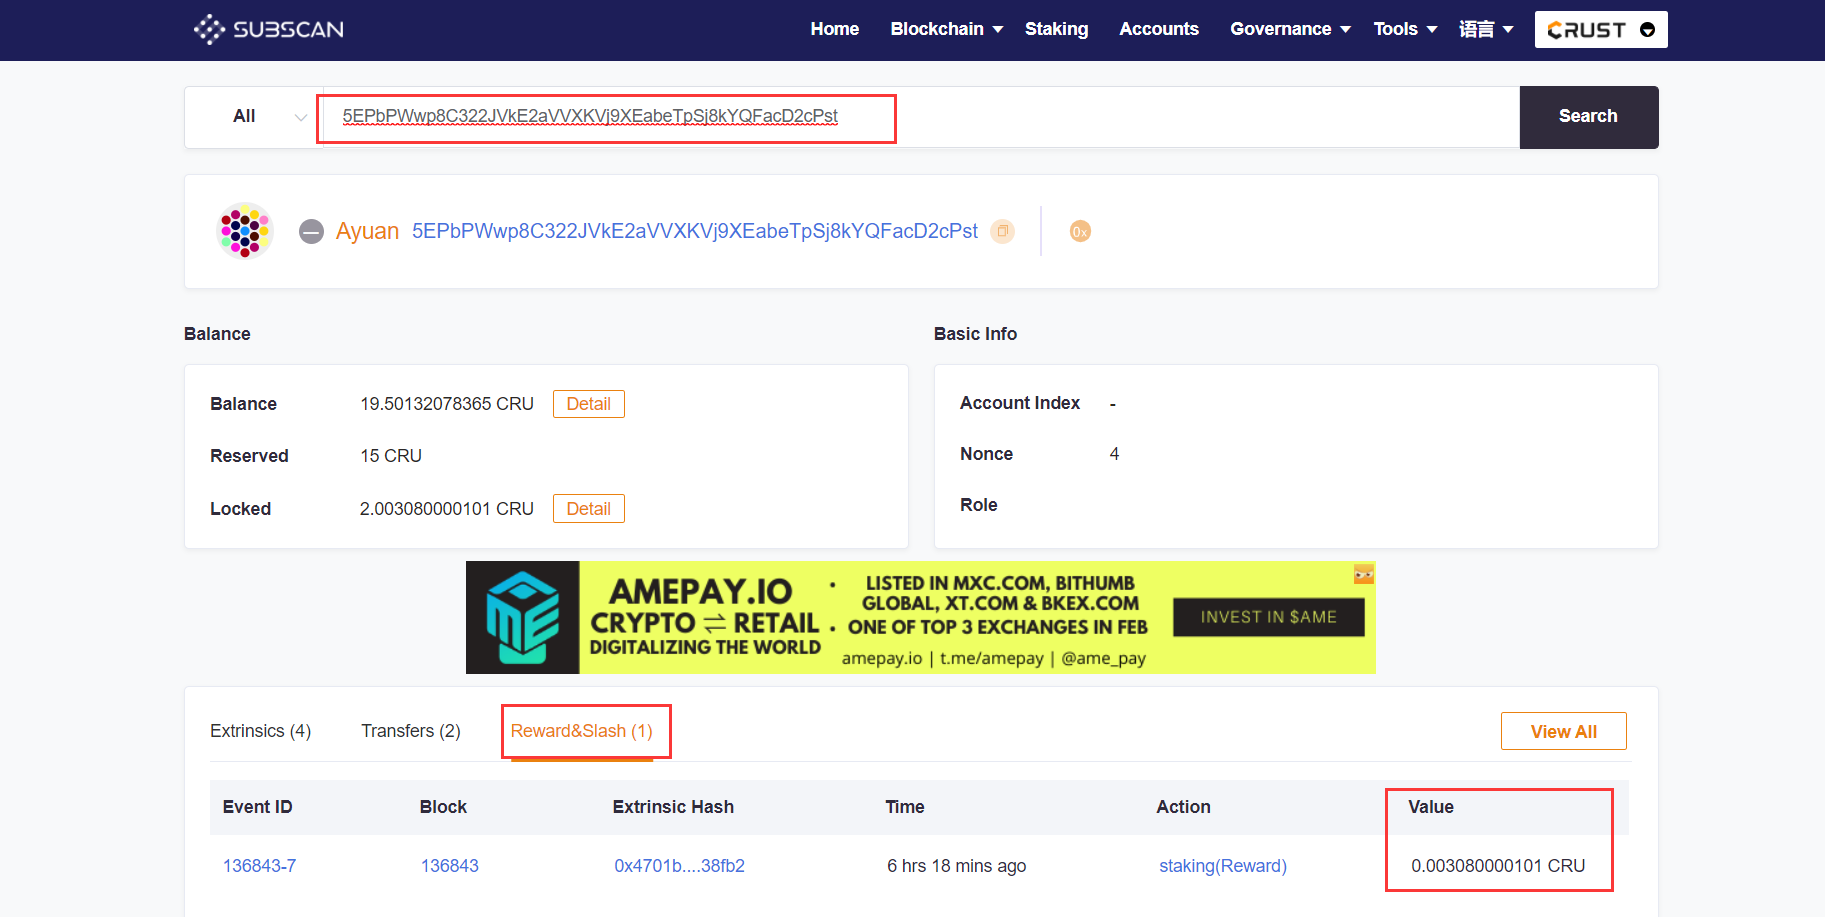 SUBSCAN Home Blockchain Staking Accounts Governance Tools 语言 CRUST
All 5EPbPWwp8C322JVkE2aVVXKVj9XEabeTpSj8kYQFacD2cPst Search
Ayuan 5EPbPWwp8C322JVkE2aVVXKVj9XEabeTpSj8kYQFacD2cPst 0x
Balance
Balance 19.50132078365 CRU Detail
Reserved 15 CRU
Locked 2.003080000101 CRU Detail
Basic Info
Account Index -
Nonce 4
Role
ME
AMEPAY.IO
CRYPTO ⇌ RETAIL
DIGITALIZING THE WORLD
• LISTED IN MXC.COM, BITHUMB
GLOBAL, XT.COM & BKEX.COM
• ONE OF TOP 3 EXCHANGES IN FEB
amepay.io | t.me/amepay | @ame_pay
INVEST IN $AME
Extrinsics (4) Transfers (2) Reward&Slash (1) View All
Event ID Block Extrinsic Hash Time Action Value
136843-7 136843 0x4701b....38fb2 6 hrs 18 mins ago staking(Reward) 0.003080000101 CRU